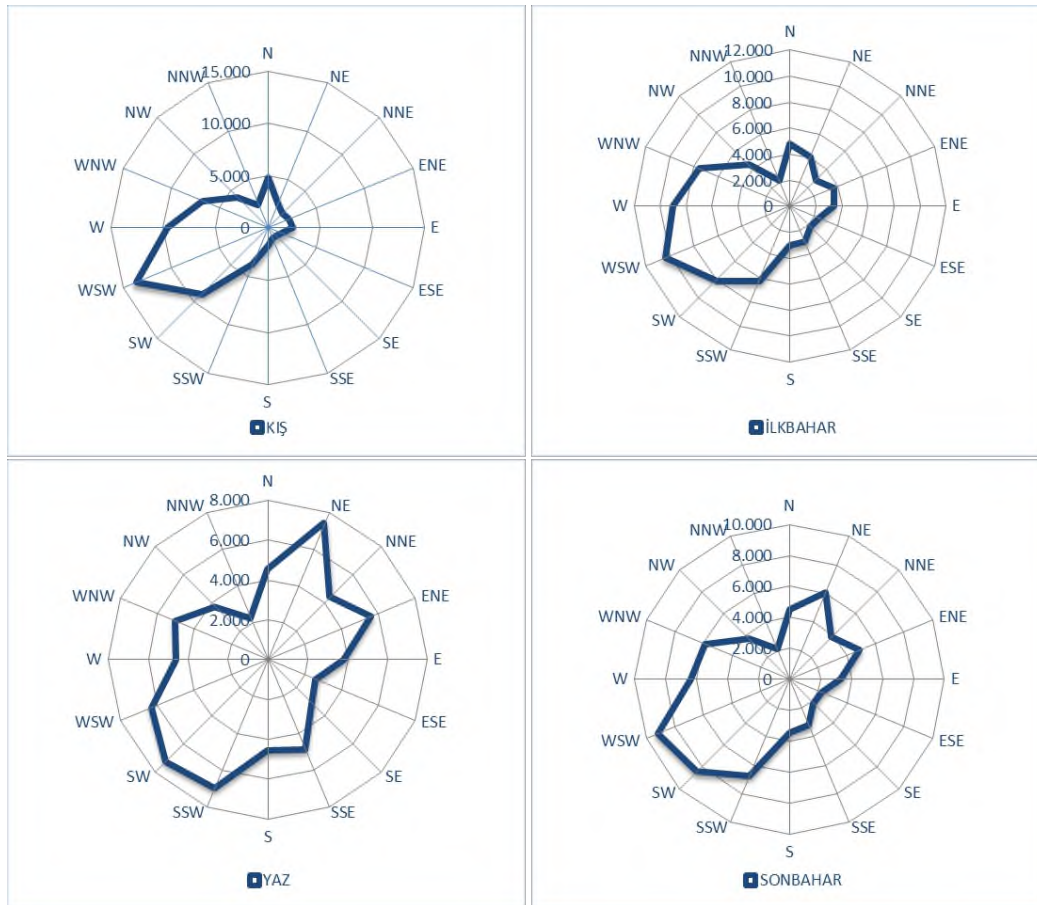 N
NE
NNE
ENE
E
ESE
SE
SSE
S
SSW
SW
WSW
W
WNW
NW
NNW
15.000
10.000
5.000
0
KIŞ
N
NE
NNE
ENE
E
ESE
SE
SSE
S
SSW
SW
WSW
W
WNW
NW
NNW
12.000
10.000
8.000
6.000
4.000
2.000
0
İLKBAHAR
N
NE
NNE
ENE
E
ESE
SE
SSE
S
SSW
SW
WSW
W
WNW
NW
NNW
8.000
6.000
4.000
2.000
0
YAZ
N
NE
NNE
ENE
E
ESE
SE
SSE
S
SSW
SW
WSW
W
WNW
NW
NNW
10.000
8.000
6.000
4.000
2.000
0
SONBAHAR